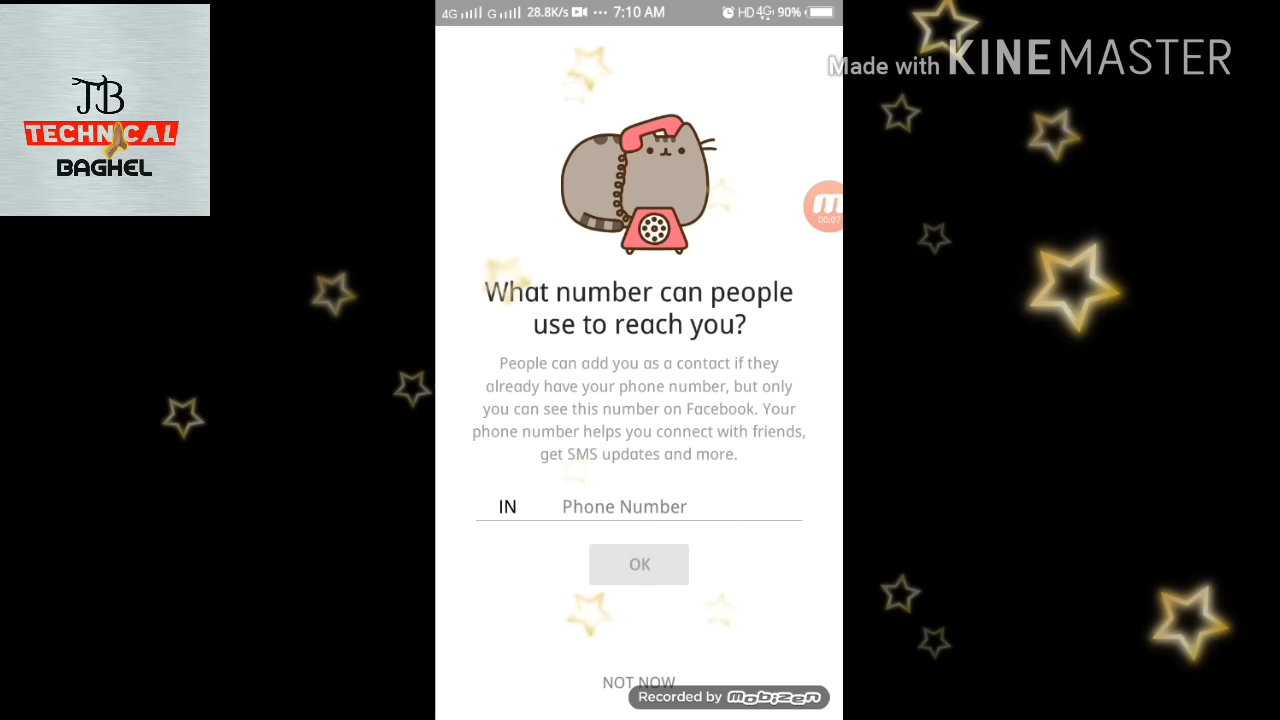 4G G 28.8K/s ... 7:10 AM HD 4G 90%
JB
TECHNICAL
BAGHEL
Made with KINEMASTER
00:07
What number can people
use to reach you?
People can add you as a contact if they
already have your phone number, but only
you can see this number on Facebook. Your
phone number helps you connect with friends,
get SMS updates and more.
IN Phone Number
OK
NOT NOW
Recorded by mobizen